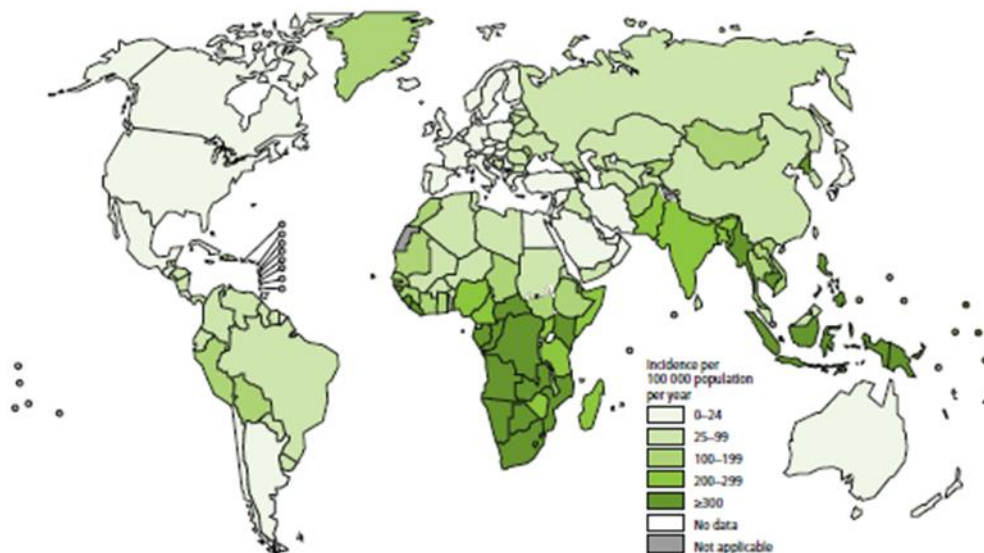 Incidence per
100 000 population
per year
0–24
25–99
100–199
200–299
≥300
No data
Not applicable